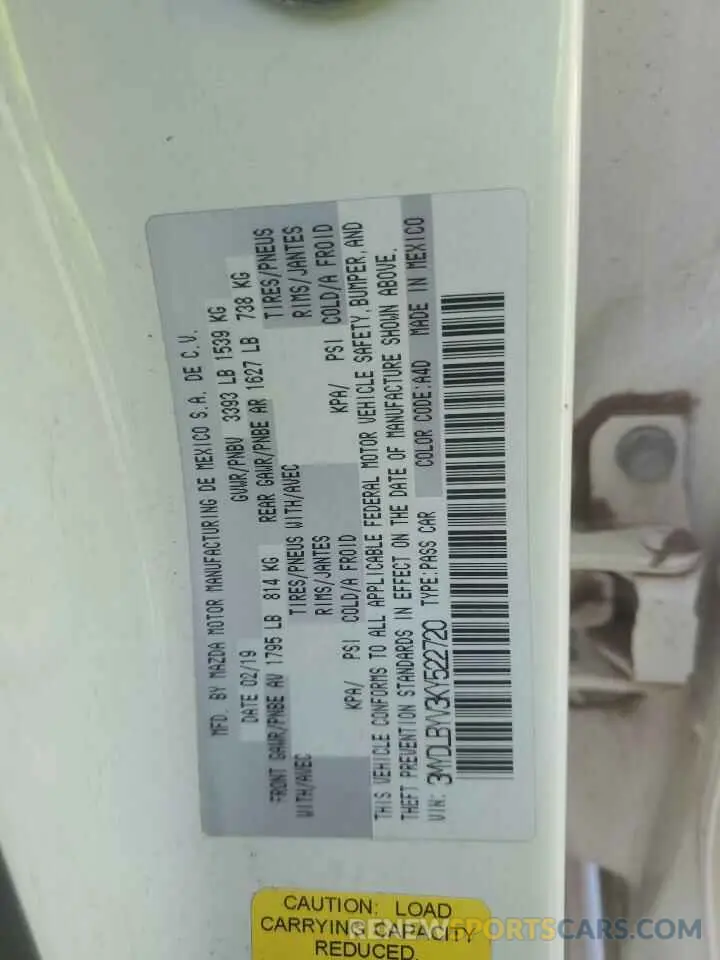 MFD. BY MAZDA MOTOR MANUFACTURING DE MEXICO S.A. DE C.V.
DATE 02/19 GVWR/PNBV 3393 LB 1539 KG
FRONT GAWR/PNBE AV 1795 LB 814 KG REAR GAWR/PNBE AR 1627 LB 738 KG
WITH/AVEC TIRES/PNEUS WITH/AVEC TIRES/PNEUS
RIMS/JANTES RIMS/JANTES
KPA/ PSI COLD/A FROID KPA/ PSI COLD/A FROID
THIS VEHICLE CONFORMS TO ALL APPLICABLE FEDERAL MOTOR VEHICLE SAFETY, BUMPER, AND
THEFT PREVENTION STANDARDS IN EFFECT ON THE DATE OF MANUFACTURE SHOWN ABOVE.
VIN: 3MYDLBYV3KY522720 TYPE:PASS CAR COLOR CODE:A4D MADE IN MEXICO
CAUTION: LOAD
CARRYING CAPACITY
REDUCED.
RENEWSPORTSCARS.COM